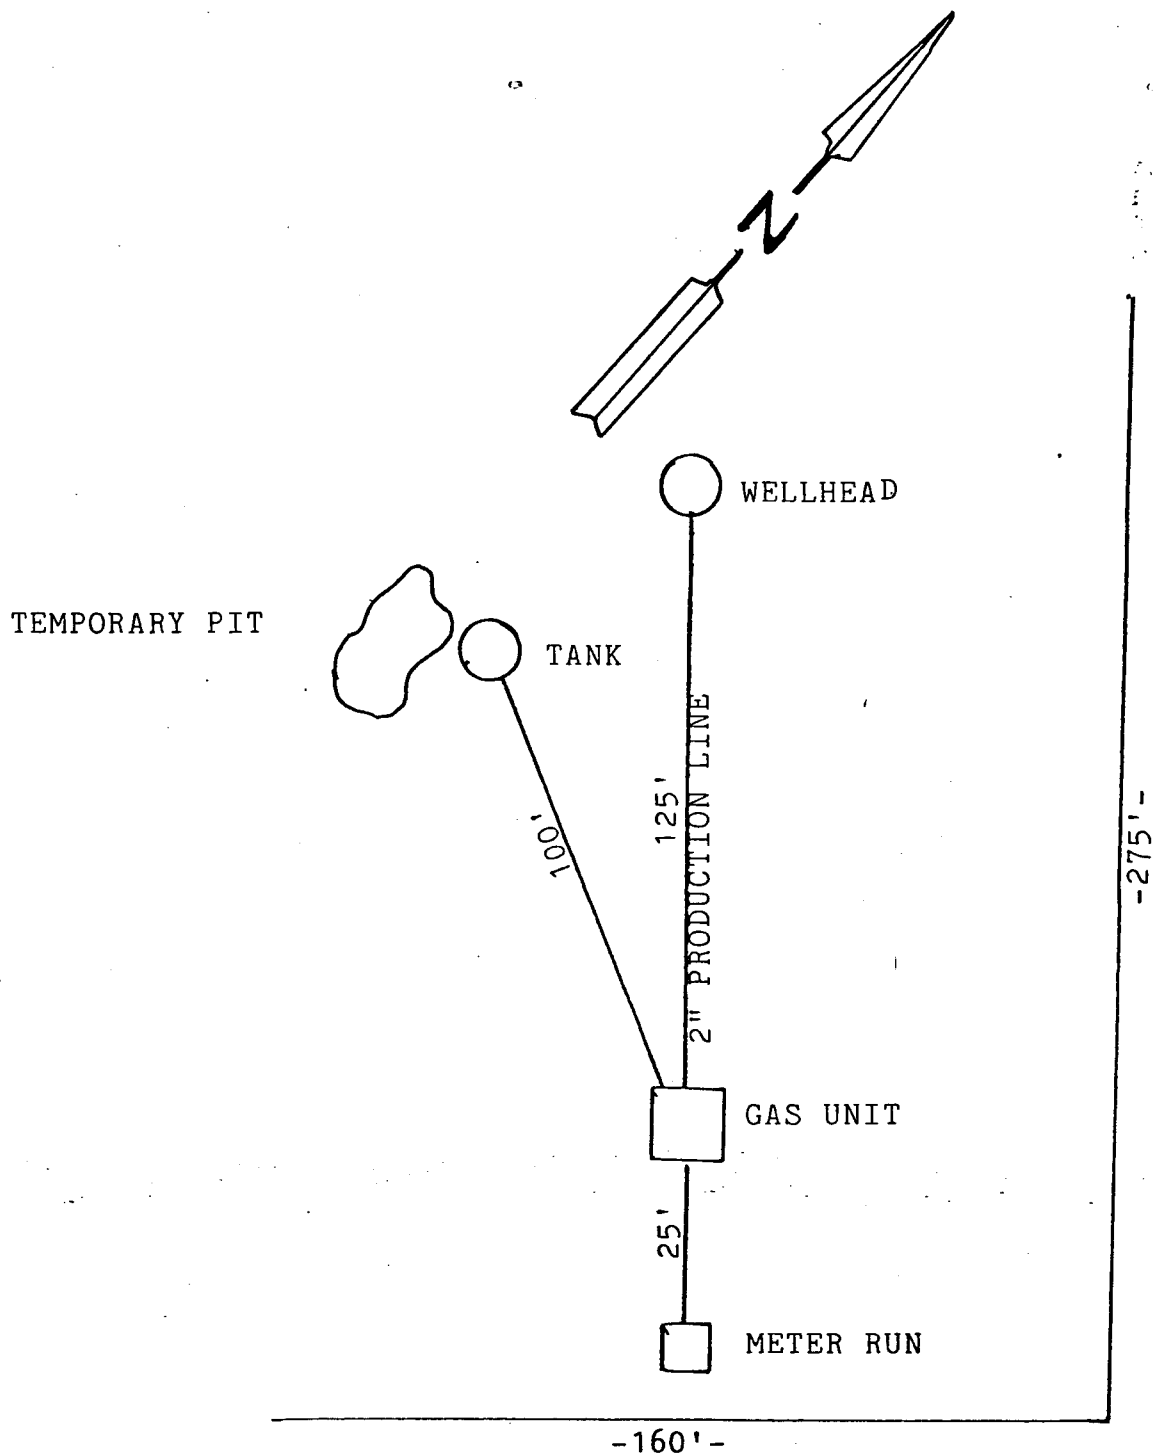 N
WELLHEAD
TEMPORARY PIT
TANK
2" PRODUCTION LINE
125'
100'
-275'-
GAS UNIT
25'
METER RUN
-160'-